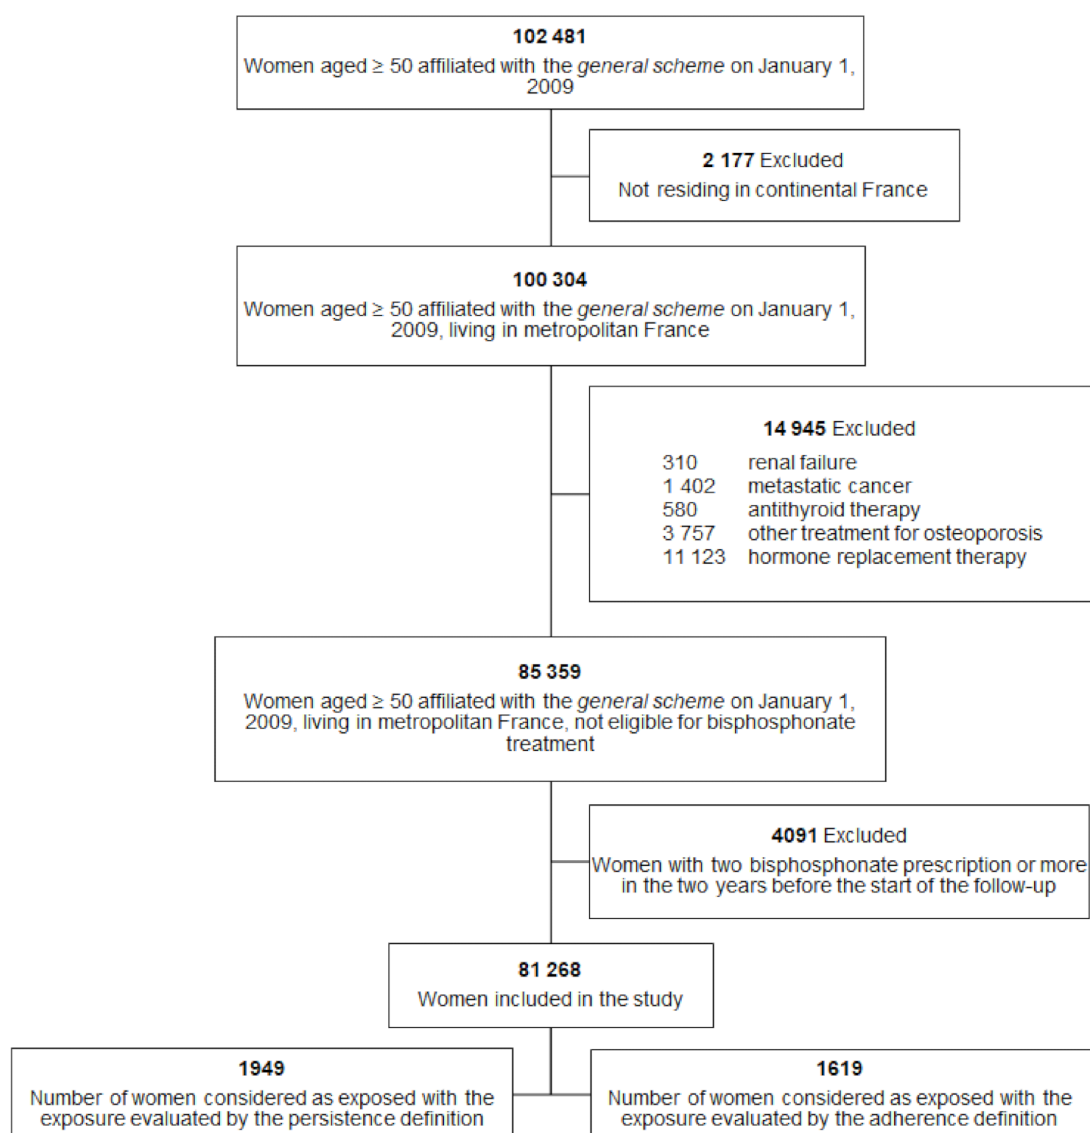 102 481
Women aged ≥ 50 affiliated with the general scheme on January 1,
2009
2 177 Excluded
Not residing in continental France
100 304
Women aged ≥ 50 affiliated with the general scheme on January 1,
2009, living in metropolitan France
14 945 Excluded
310 renal failure
1 402 metastatic cancer
580 antithyroid therapy
3 757 other treatment for osteoporosis
11 123 hormone replacement therapy
85 359
Women aged ≥ 50 affiliated with the general scheme on January 1,
2009, living in metropolitan France, not eligible for bisphosphonate
treatment
4091 Excluded
Women with two bisphosphonate prescription or more
in the two years before the start of the follow-up
81 268
Women included in the study
1949
Number of women considered as exposed with the
exposure evaluated by the persistence definition
1619
Number of women considered as exposed with the
exposure evaluated by the adherence definition